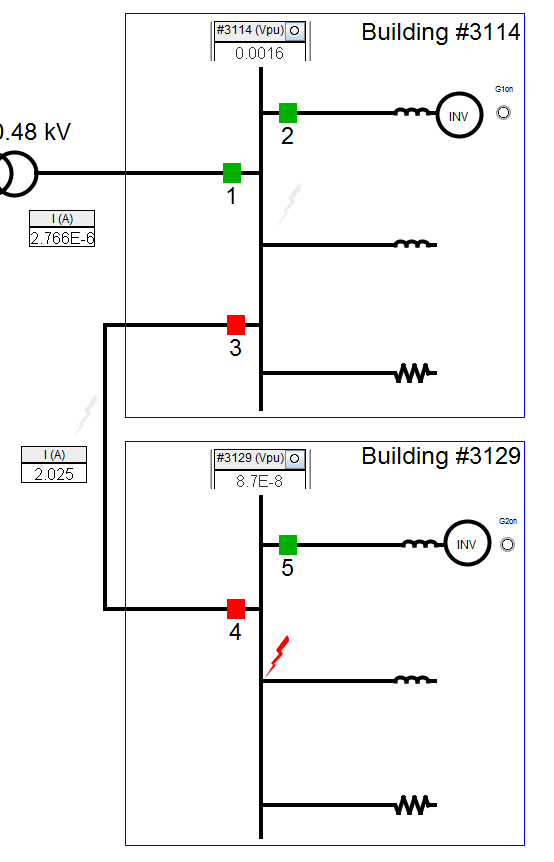 #3114 (Vpu)
Building #3114
0.0016
G1on
INV
2
.48 kV
1
I (A)
2.766E-6
3
I (A)
2.025
#3129 (Vpu)
Building #3129
8.7E-8
G2on
INV
5
4